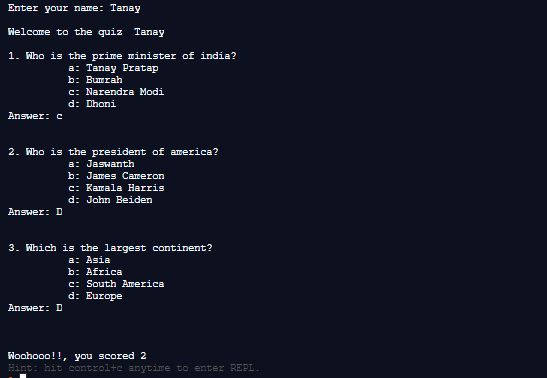 Enter your name: Tanay
Welcome to the quiz  Tanay
1. Who is the prime minister of india?
a: Tanay Pratap
b: Bumrah
c: Narendra Modi
d: Dhoni
Answer: c
2. Who is the president of america?
a: Jaswanth
b: James Cameron
c: Kamala Harris
d: John Beiden
Answer: D
3. Which is the largest continent?
a: Asia
b: Africa
c: South America
d: Europe
Answer: D
Woohooo!!, you scored 2
Hint: hit control+c anytime to enter REPL.